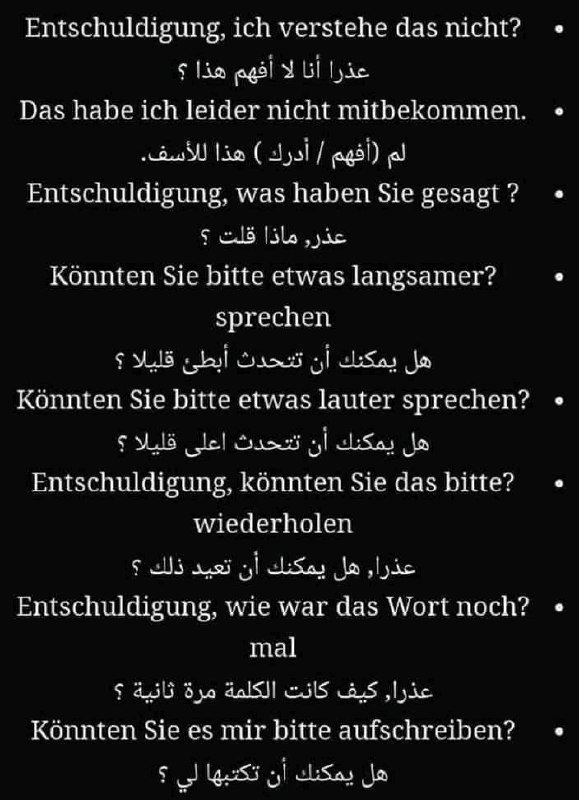 • Entschuldigung, ich verstehe das nicht?
عذرا أنا لا أفهم هذا ؟
• Das habe ich leider nicht mitbekommen.
لم (أفهم / أدرك ) هذا للأسف.
• Entschuldigung, was haben Sie gesagt ?
عذر, ماذا قلت ؟
• Könnten Sie bitte etwas langsamer?
sprechen
هل يمكنك أن تتحدث أبطئ قليلا ؟
• Könnten Sie bitte etwas lauter sprechen?
هل يمكنك أن تتحدث اعلى قليلا ؟
• Entschuldigung, könnten Sie das bitte?
wiederholen
عذرا, هل يمكنك أن تعيد ذلك ؟
• Entschuldigung, wie war das Wort noch?
mal
عذرا, كيف كانت الكلمة مرة ثانية ؟
• Könnten Sie es mir bitte aufschreiben?
هل يمكنك أن تكتبها لي ؟